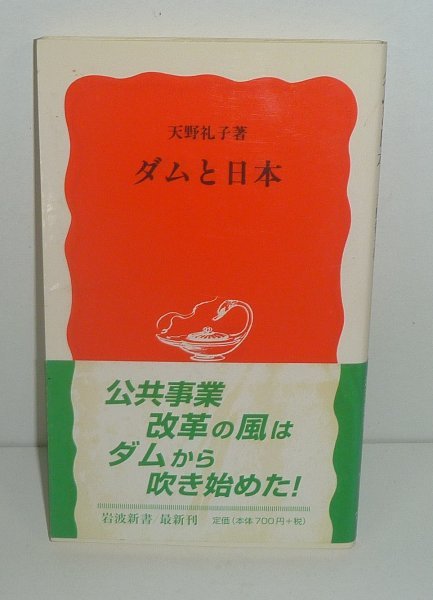 天野礼子著
ダムと日本
公共事業
改革の風は
ダムから
吹き始めた!
岩波新書/最新刊 定価(本体700円+税)